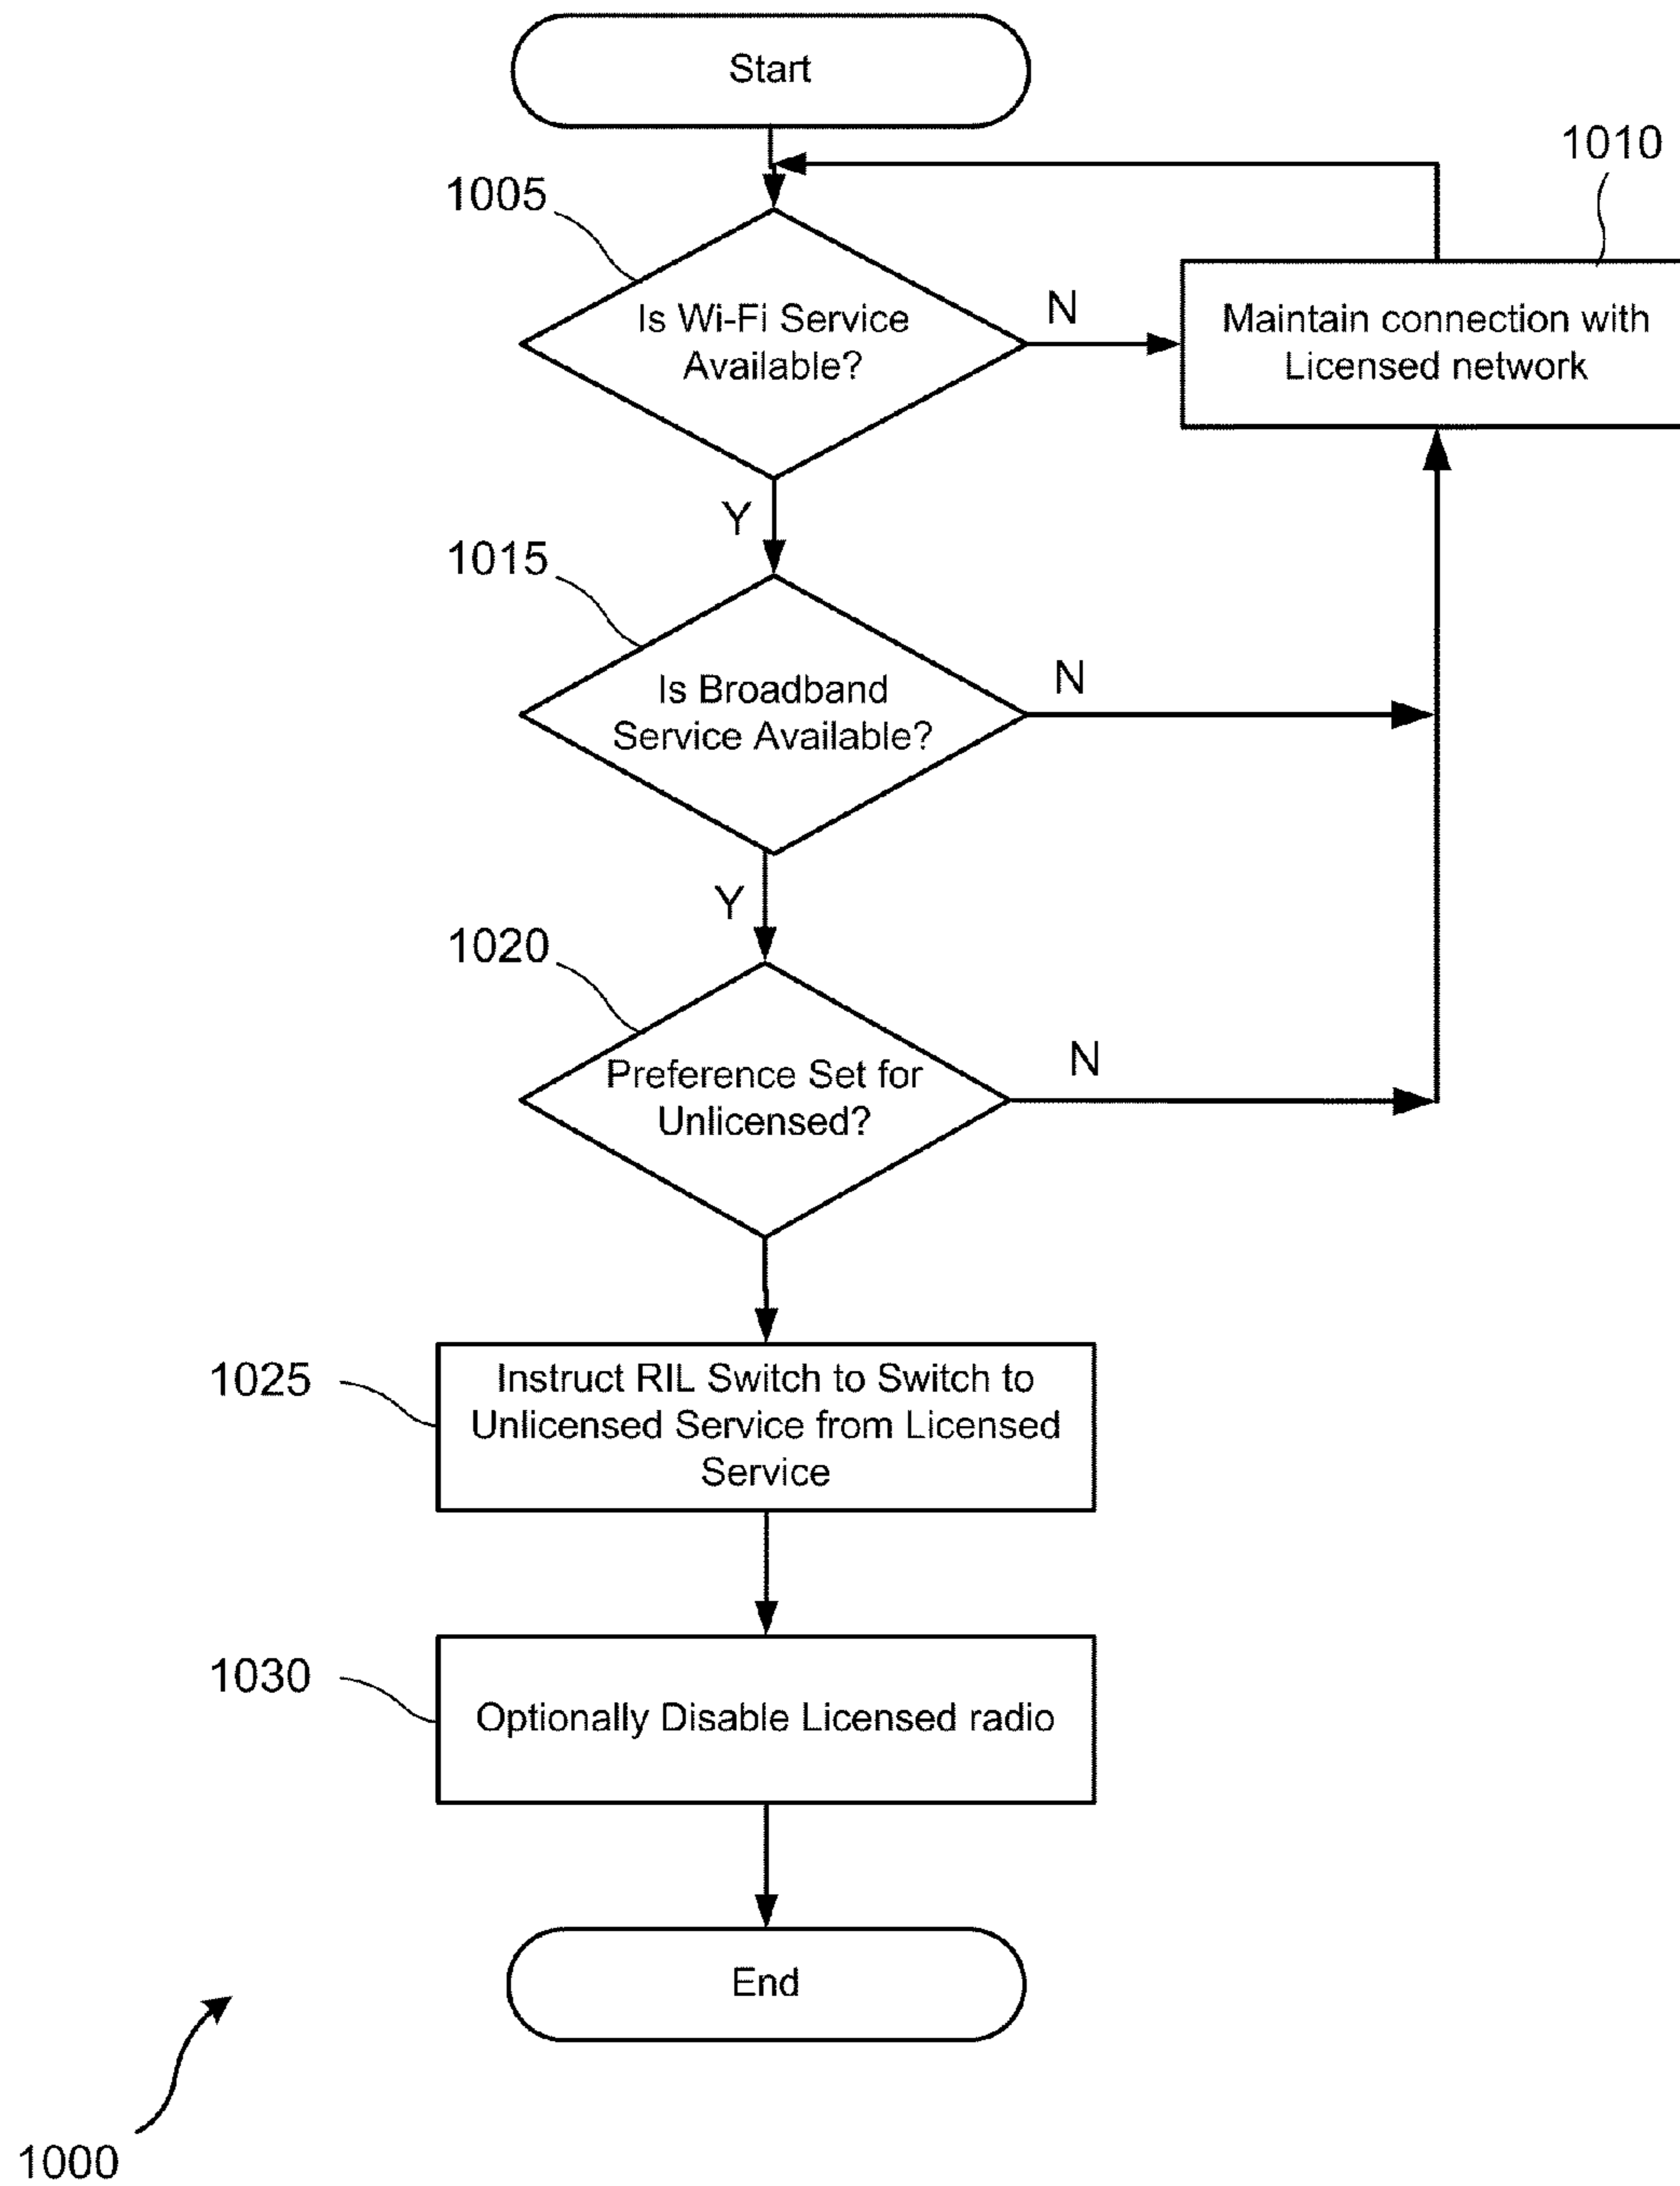 Start
1010
1005
Is Wi-Fi Service
Available?
N
Maintain connection with
Licensed network
Y
1015
Is Broadband
Service Available?
N
Y
1020
Preference Set for
Unlicensed?
N
1025
Instruct RIL Switch to Switch to
Unlicensed Service from Licensed
Service
1030
Optionally Disable Licensed radio
End
1000